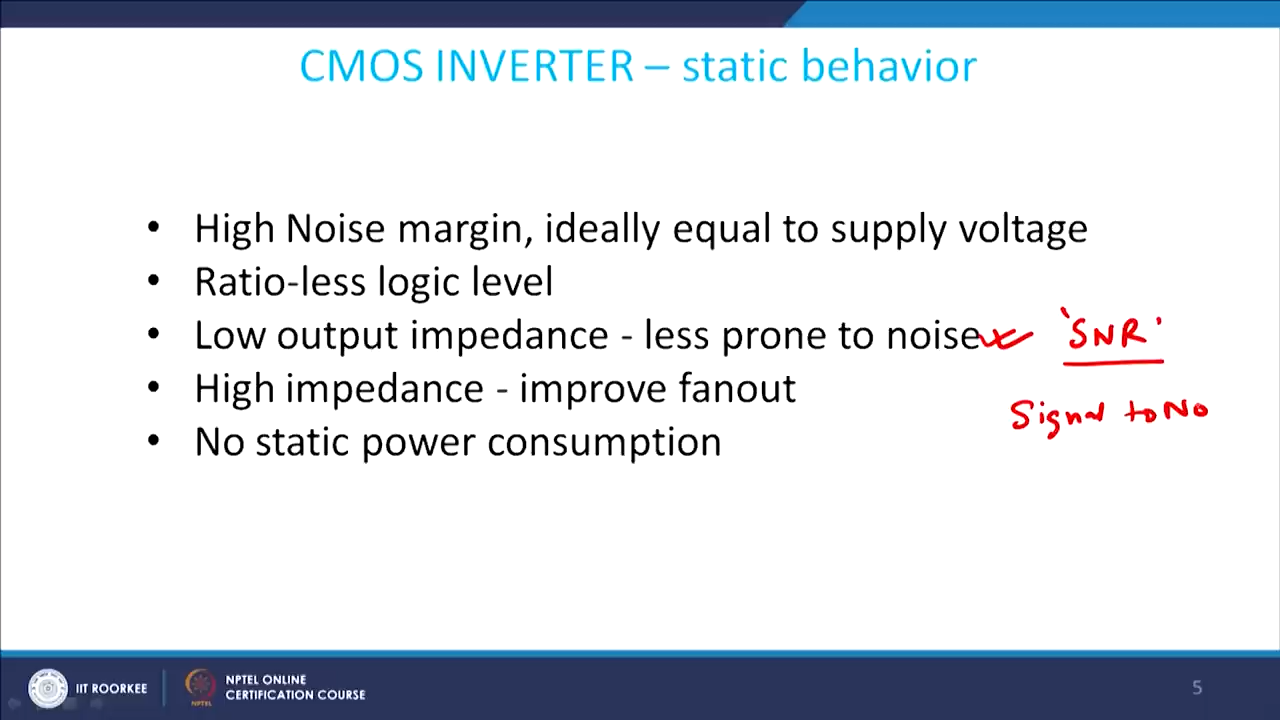 CMOS INVERTER – static behavior
• High Noise margin, ideally equal to supply voltage
• Ratio-less logic level
• Low output impedance - less prone to noise 'SNR'
• High impedance - improve fanout
Signal to No
• No static power consumption
IIT ROORKEE
NPTEL ONLINE
CERTIFICATION COURSE
NPTEL
5